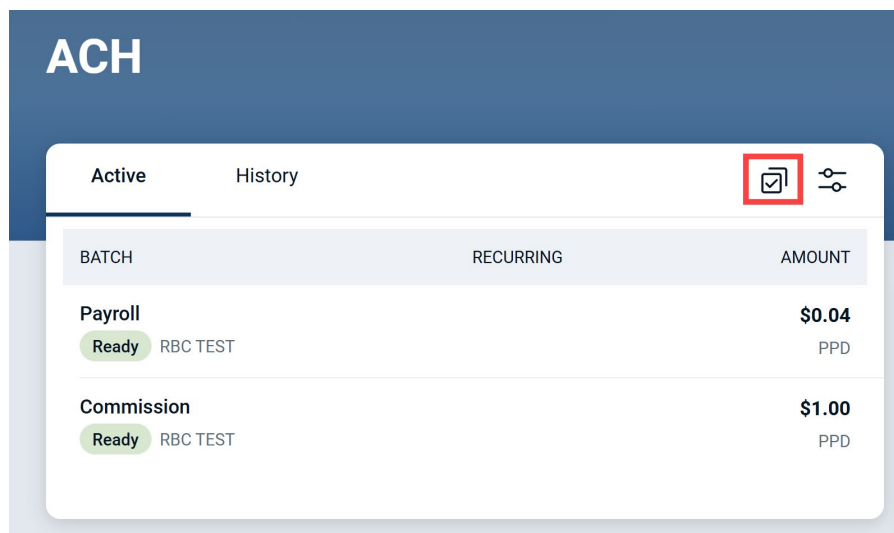 ACH
Active History
BATCH RECURRING AMOUNT
Payroll $0.04
Ready RBC TEST PPD
Commission $1.00
Ready RBC TEST PPD